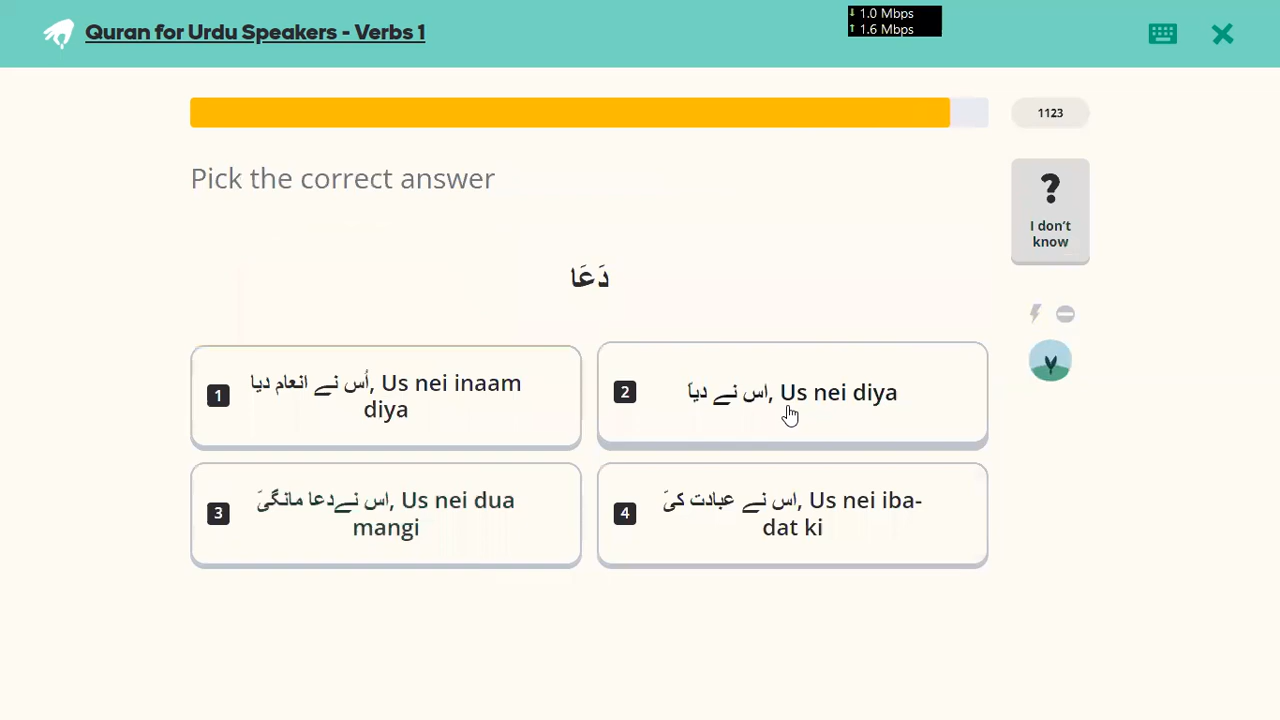 Quran for Urdu Speakers - Verbs 1
↓ 1.0 Mbps
↑ 1.6 Mbps
1123
Pick the correct answer
?
I don't
know
دَعَا
1
اُس نے انعام دیا, Us nei inaam
diya
2
اس نے دیاَ, Us nei diya
3
اس نےدعا مانگیَ, Us nei dua
mangi
4
اس نے عبادت کیَ, Us nei iba-
dat ki